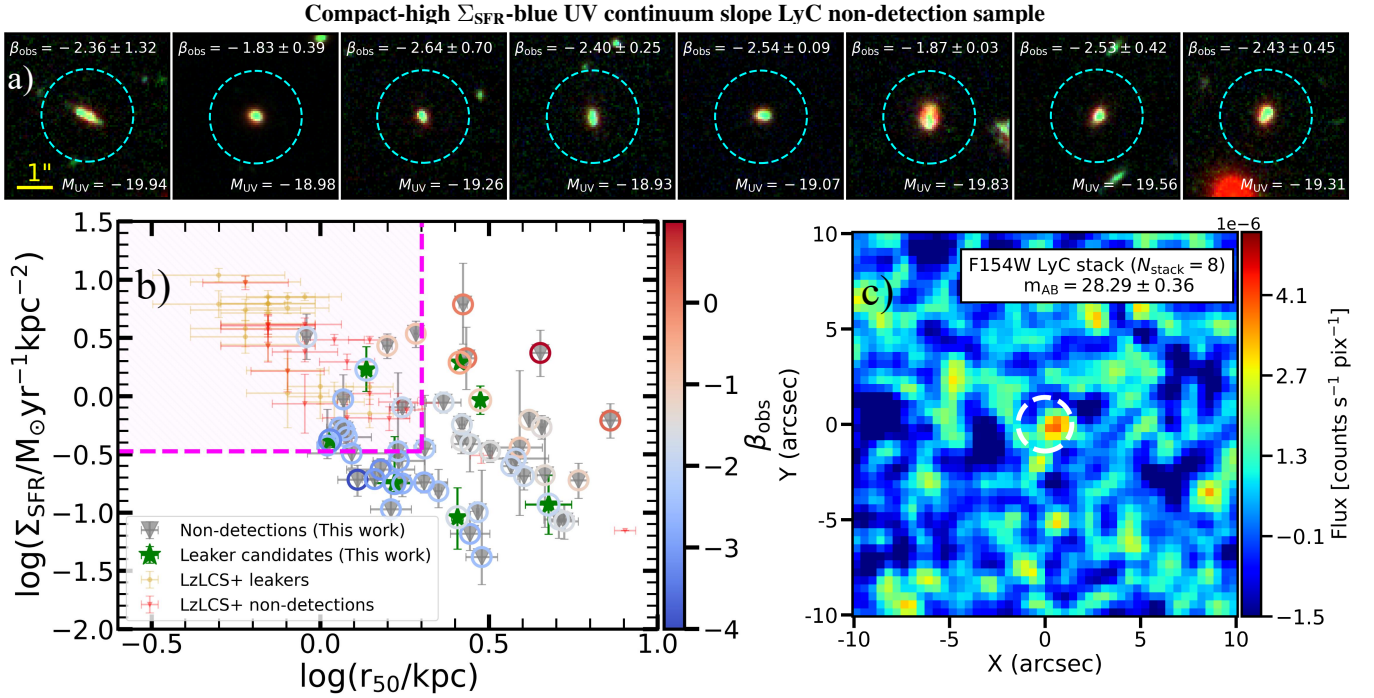 Compact-high Σ_SFR-blue UV continuum slope LyC non-detection sample
a)
β_obs = −2.36 ± 1.32
β_obs = −1.83 ± 0.39
β_obs = −2.64 ± 0.70
β_obs = −2.40 ± 0.25
β_obs = −2.54 ± 0.09
β_obs = −1.87 ± 0.03
β_obs = −2.53 ± 0.42
β_obs = −2.43 ± 0.45
1"
M_UV = −19.94
M_UV = −18.98
M_UV = −19.26
M_UV = −18.93
M_UV = −19.07
M_UV = −19.83
M_UV = −19.56
M_UV = −19.31
b)
log(Σ_SFR/M_⊙yr⁻¹kpc⁻²)
1.5
1.0
0.5
0.0
−0.5
−1.0
−1.5
−2.0
Non-detections (This work)
Leaker candidates (This work)
LzLCS+ leakers
LzLCS+ non-detections
−0.5
0.0
0.5
1.0
log(r₅₀/kpc)
0
−1
−2
−3
−4
β_obs
c)
F154W LyC stack (N_stack = 8)
m_AB = 28.29 ± 0.36
Y (arcsec)
10
5
0
-5
-10
-10
-5
0
5
10
X (arcsec)
1e−6
4.1
2.7
1.3
−0.1
−1.5
Flux [counts s⁻¹ pix⁻¹]